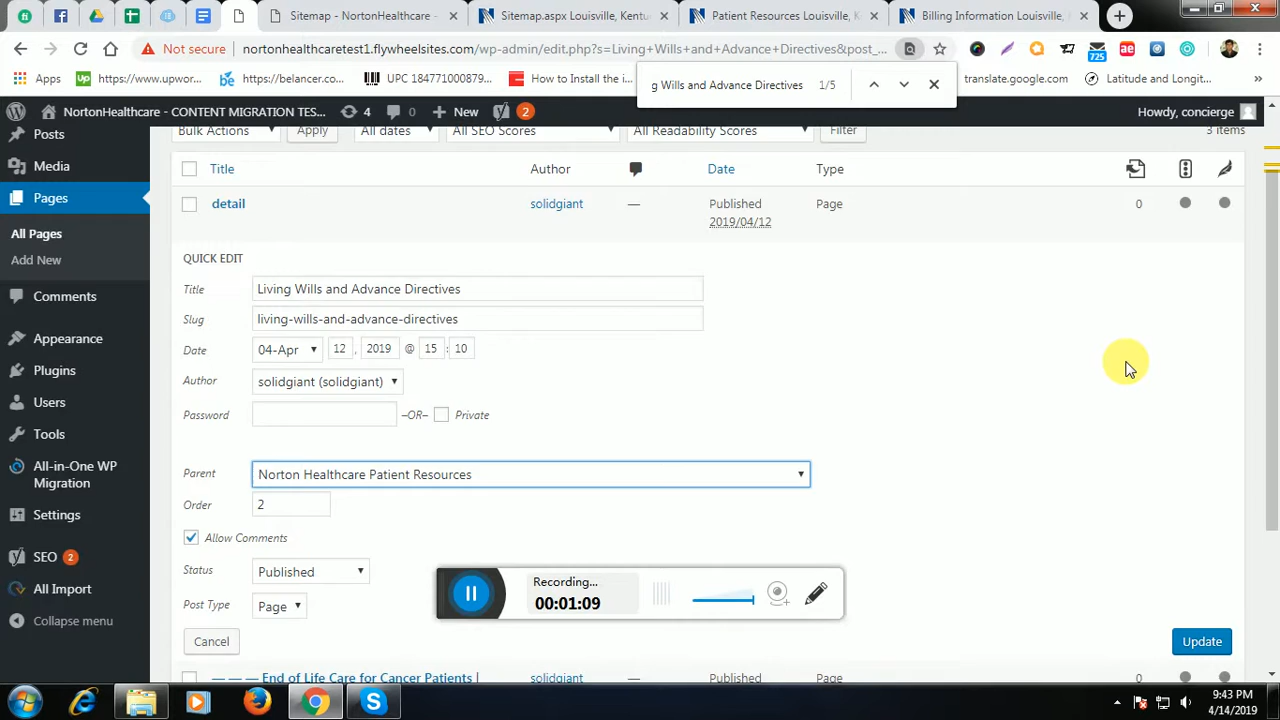 Sitemap - NortonHealthcare -
Sitemap.aspx Louisville, Kentu
Patient Resources Louisville, K
Billing Information Louisville,
Not secure
nortonhealthcaretest1.flywheelsites.com/wp-admin/edit.php?s=Living+Wills+and+Advance+Directives&post_...
725
Apps
https://www.upwor...
https://belancer.co...
UPC 184771000879...
How to Install the i...
translate.google.com
Latitude and Longit...
g Wills and Advance Directives 1/5
NortonHealthcare - CONTENT MIGRATION TES...
4
0
New
2
Howdy, concierge
Posts
Media
Pages
All Pages
Add New
Comments
Appearance
Plugins
Users
Tools
All-in-One WP
Migration
Settings
SEO 2
All Import
Collapse menu
Bulk Actions
Apply
All dates
All SEO Scores
All Readability Scores
Filter
3 items
Title
Author
Date
Type
detail
solidgiant
—
Published
2019/04/12
Page
0
QUICK EDIT
Title Living Wills and Advance Directives
Slug living-wills-and-advance-directives
Date 04-Apr 12 , 2019 @ 15 : 10
Author solidgiant (solidgiant)
Password –OR– Private
Parent Norton Healthcare Patient Resources
Order 2
Allow Comments
Status Published
Post Type Page
Cancel
Update
Recording...
00:01:09
— — — End of Life Care for Cancer Patients |
solidgiant
—
Published
Page
0
9:43 PM
4/14/2019